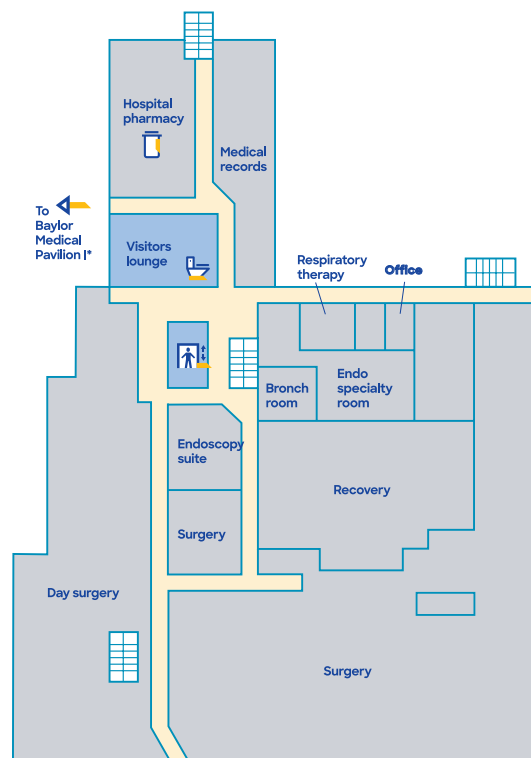 Hospital
pharmacy
Medical
records
To
Baylor
Medical
Pavilion I*
Visitors
lounge
Respiratory
therapy
Office
Bronch
room
Endo
specialty
room
Endoscopy
suite
Recovery
Surgery
Day surgery
Surgery